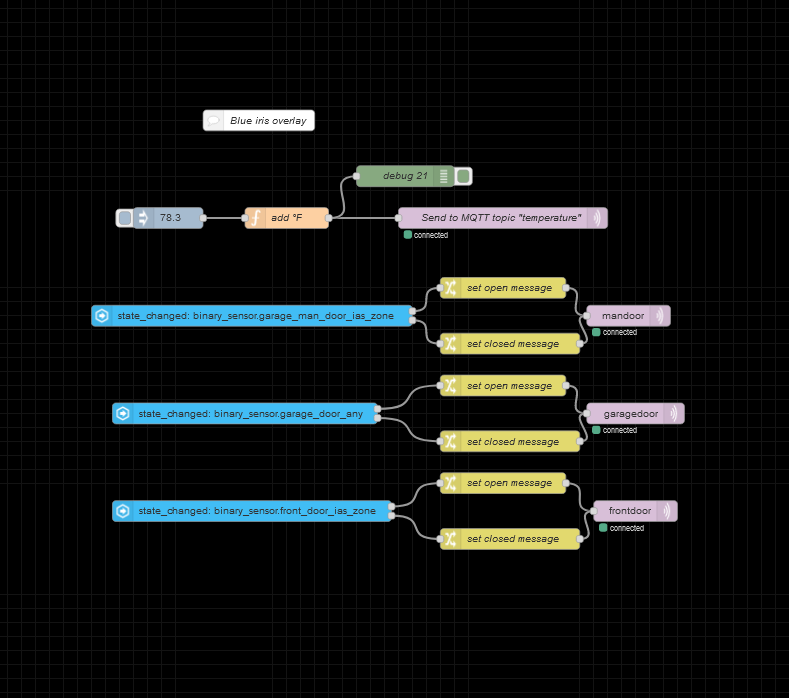 Blue iris overlay
debug 21
78.3
add °F
Send to MQTT topic "temperature"
connected
set open message
state_changed: binary_sensor.garage_man_door_ias_zone
mandoor
connected
set closed message
set open message
state_changed: binary_sensor.garage_door_any
garagedoor
connected
set closed message
set open message
state_changed: binary_sensor.front_door_ias_zone
frontdoor
connected
set closed message